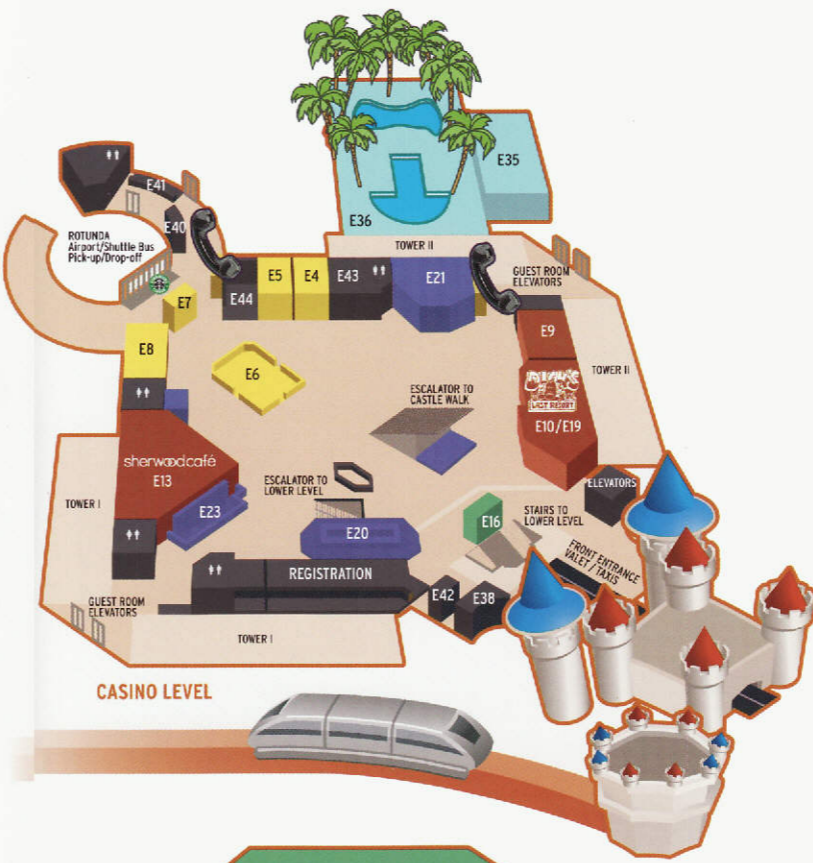 E35
E41
E36
ROTUNDA
Airport/Shuttle Bus
Pick-up/Drop-off
E40
TOWER II
E5
E4
E43
E21
GUEST ROOM
ELEVATORS
E44
E7
E9
E8
TOWER II
E6
ESCALATOR TO
CASTLE WALK
LAST RESORT
E10/E19
sherwoodcafé
E13
ESCALATOR TO
LOWER LEVEL
ELEVATORS
TOWER I
E23
E16
STAIRS TO
LOWER LEVEL
E20
FRONT ENTRANCE
VALET / TAXIS
REGISTRATION
E42
E38
GUEST ROOM
ELEVATORS
TOWER I
CASINO LEVEL